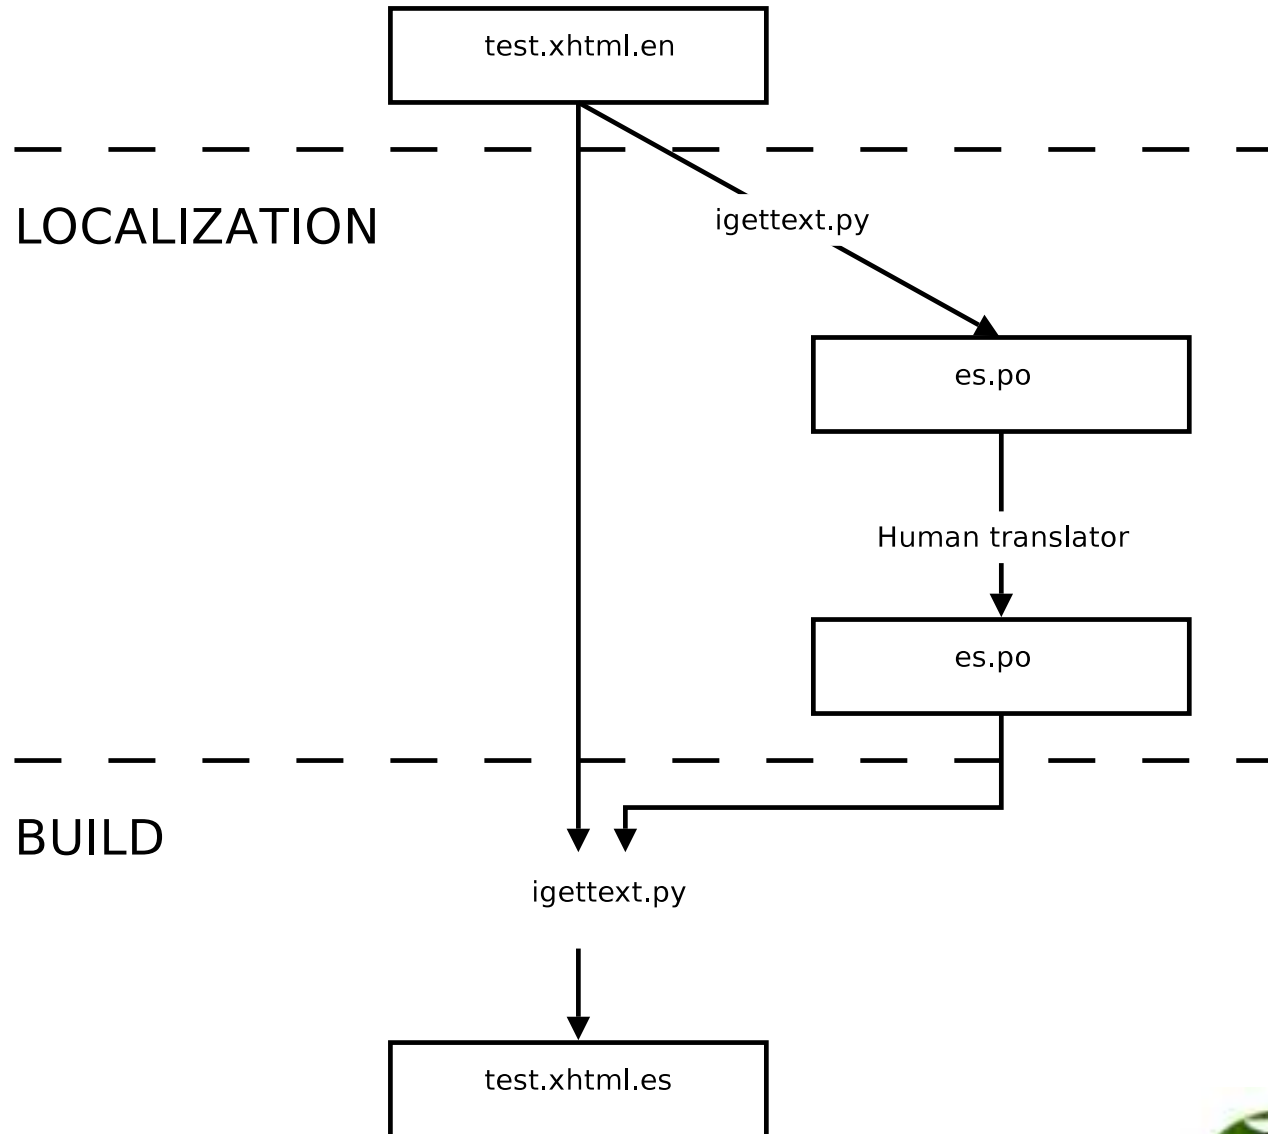 test.xhtml.en
LOCALIZATION
igettext.py
es.po
Human translator
es.po
BUILD
igettext.py
test.xhtml.es